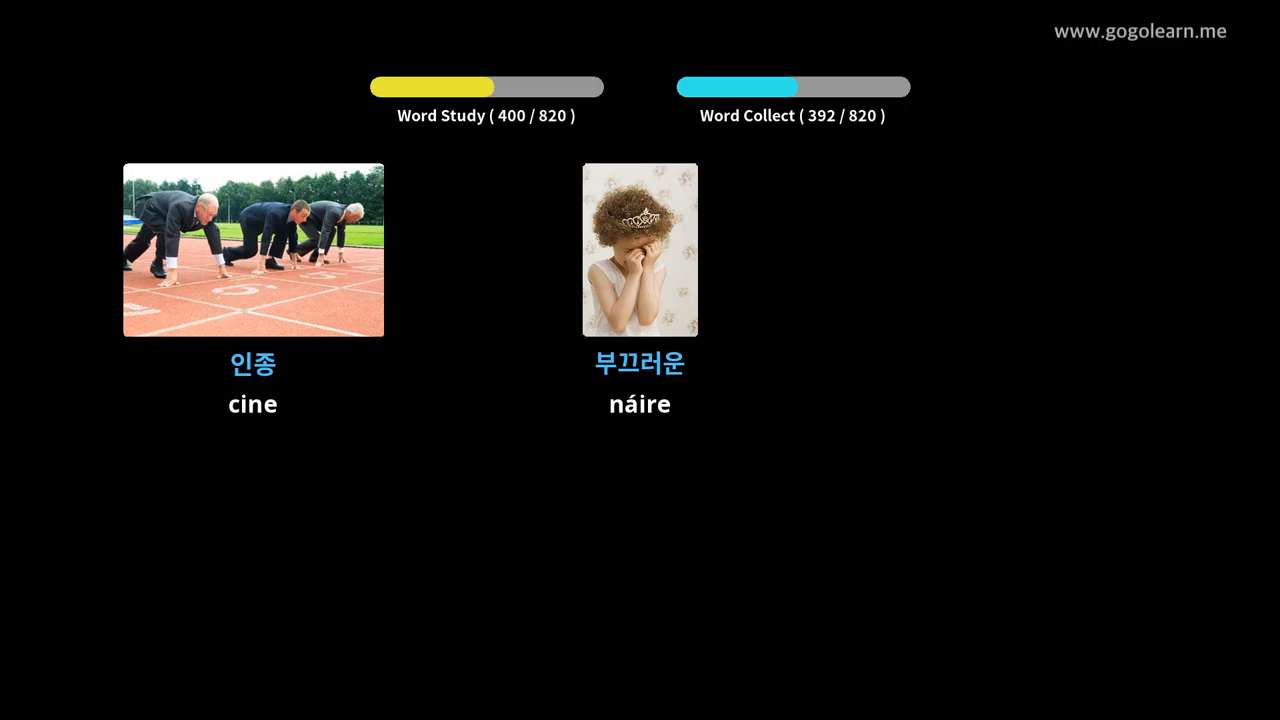 www.gogolearn.me
Word Study ( 400 / 820 )
Word Collect ( 392 / 820 )
인종
cine
부끄러운
náire